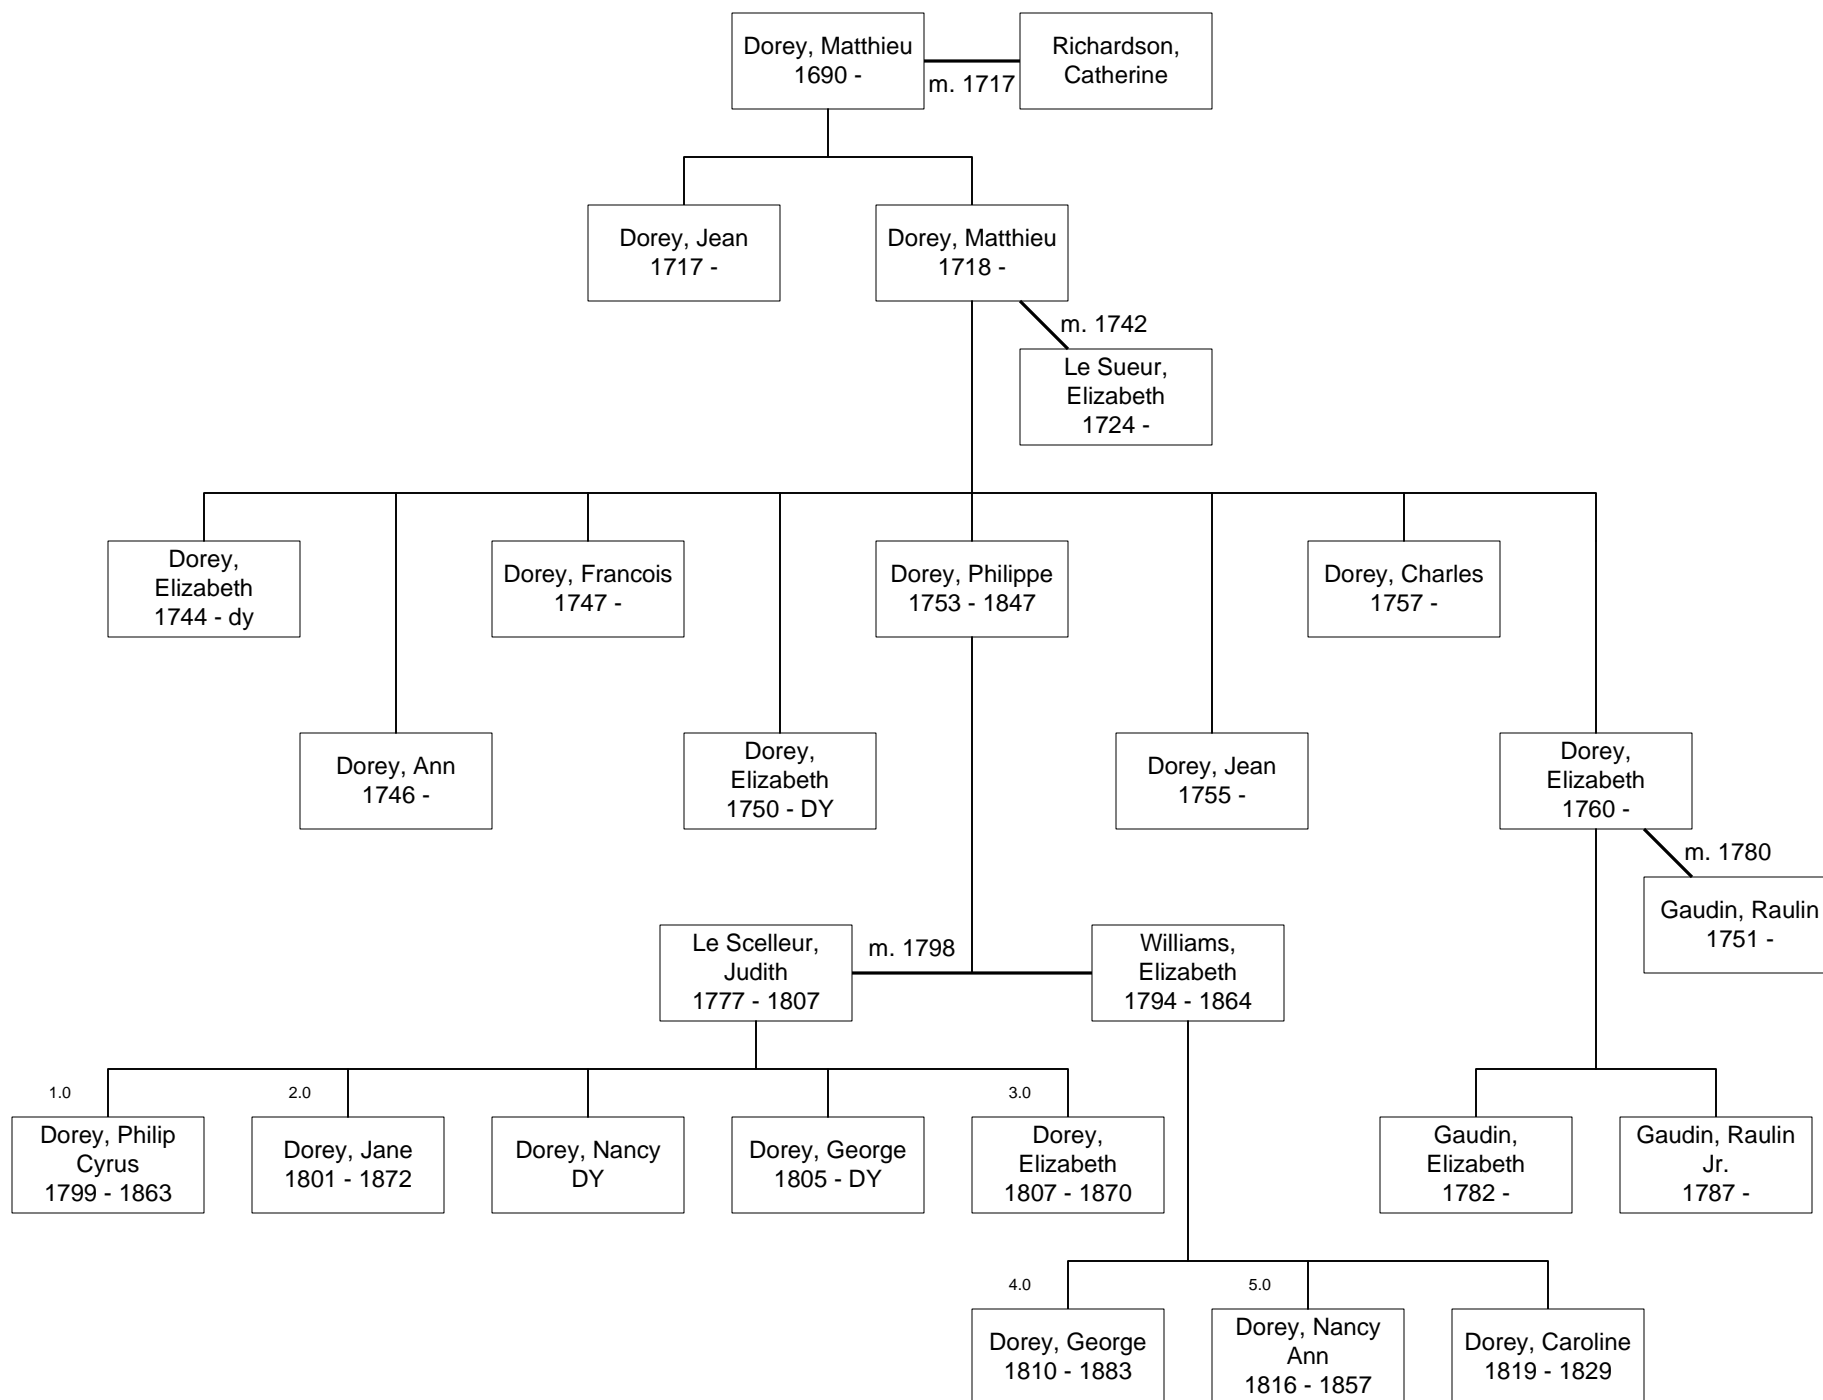 Dorey, Matthieu
1690 -
m. 1717
Richardson,
Catherine
Dorey, Jean
1717 -
Dorey, Matthieu
1718 -
m. 1742
Le Sueur,
Elizabeth
1724 -
Dorey,
Elizabeth
1744 - dy
Dorey, Francois
1747 -
Dorey, Philippe
1753 - 1847
Dorey, Charles
1757 -
Dorey, Ann
1746 -
Dorey,
Elizabeth
1750 - DY
Dorey, Jean
1755 -
Dorey,
Elizabeth
1760 -
m. 1780
Gaudin, Raulin
1751 -
Le Scelleur,
Judith
1777 - 1807
m. 1798
Williams,
Elizabeth
1794 - 1864
1.0
Dorey, Philip
Cyrus
1799 - 1863
2.0
Dorey, Jane
1801 - 1872
Dorey, Nancy
DY
Dorey, George
1805 - DY
3.0
Dorey,
Elizabeth
1807 - 1870
Gaudin,
Elizabeth
1782 -
Gaudin, Raulin
Jr.
1787 -
4.0
Dorey, George
1810 - 1883
5.0
Dorey, Nancy
Ann
1816 - 1857
Dorey, Caroline
1819 - 1829